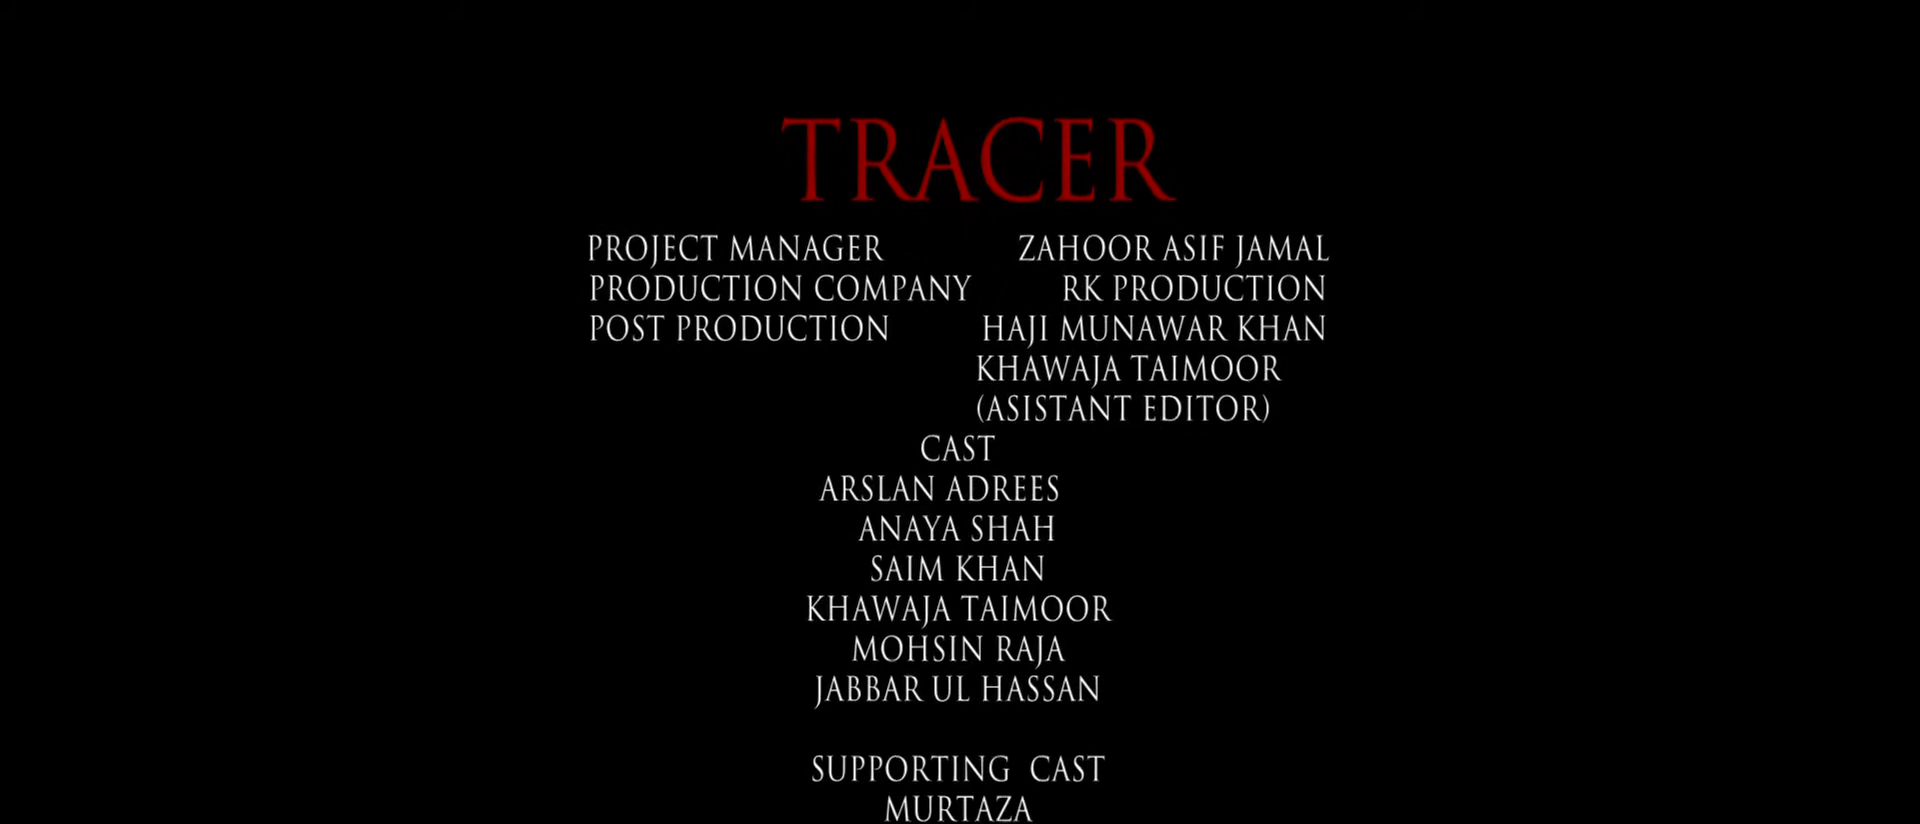 TRACER
PROJECT MANAGER ZAHOOR ASIF JAMAL
PRODUCTION COMPANY RK PRODUCTION
POST PRODUCTION HAJI MUNAWAR KHAN
KHAWAJA TAIMOOR
(ASISTANT EDITOR)
CAST
ARSLAN ADREES
ANAYA SHAH
SAIM KHAN
KHAWAJA TAIMOOR
MOHSIN RAJA
JABBAR UL HASSAN
SUPPORTING CAST
MURTAZA